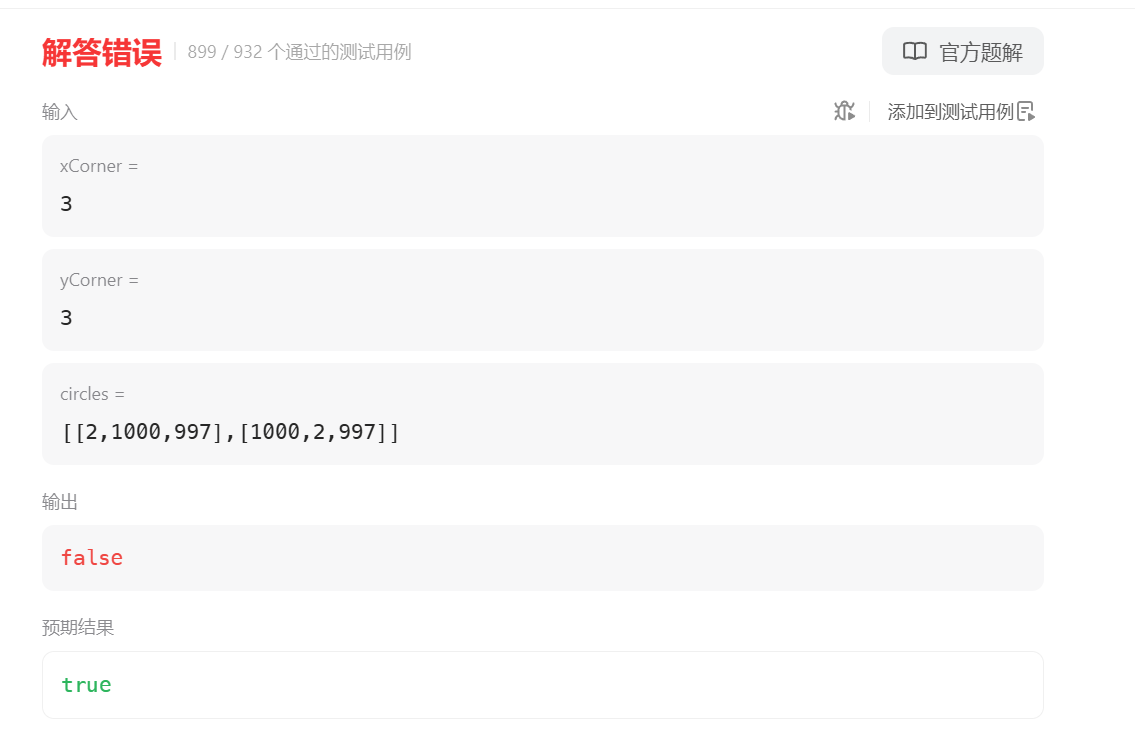 解答错误 899 / 932 个通过的测试用例 官方题解
输入 添加到测试用例
xCorner =
3
yCorner =
3
circles =
[[2,1000,997],[1000,2,997]]
输出
false
预期结果
true